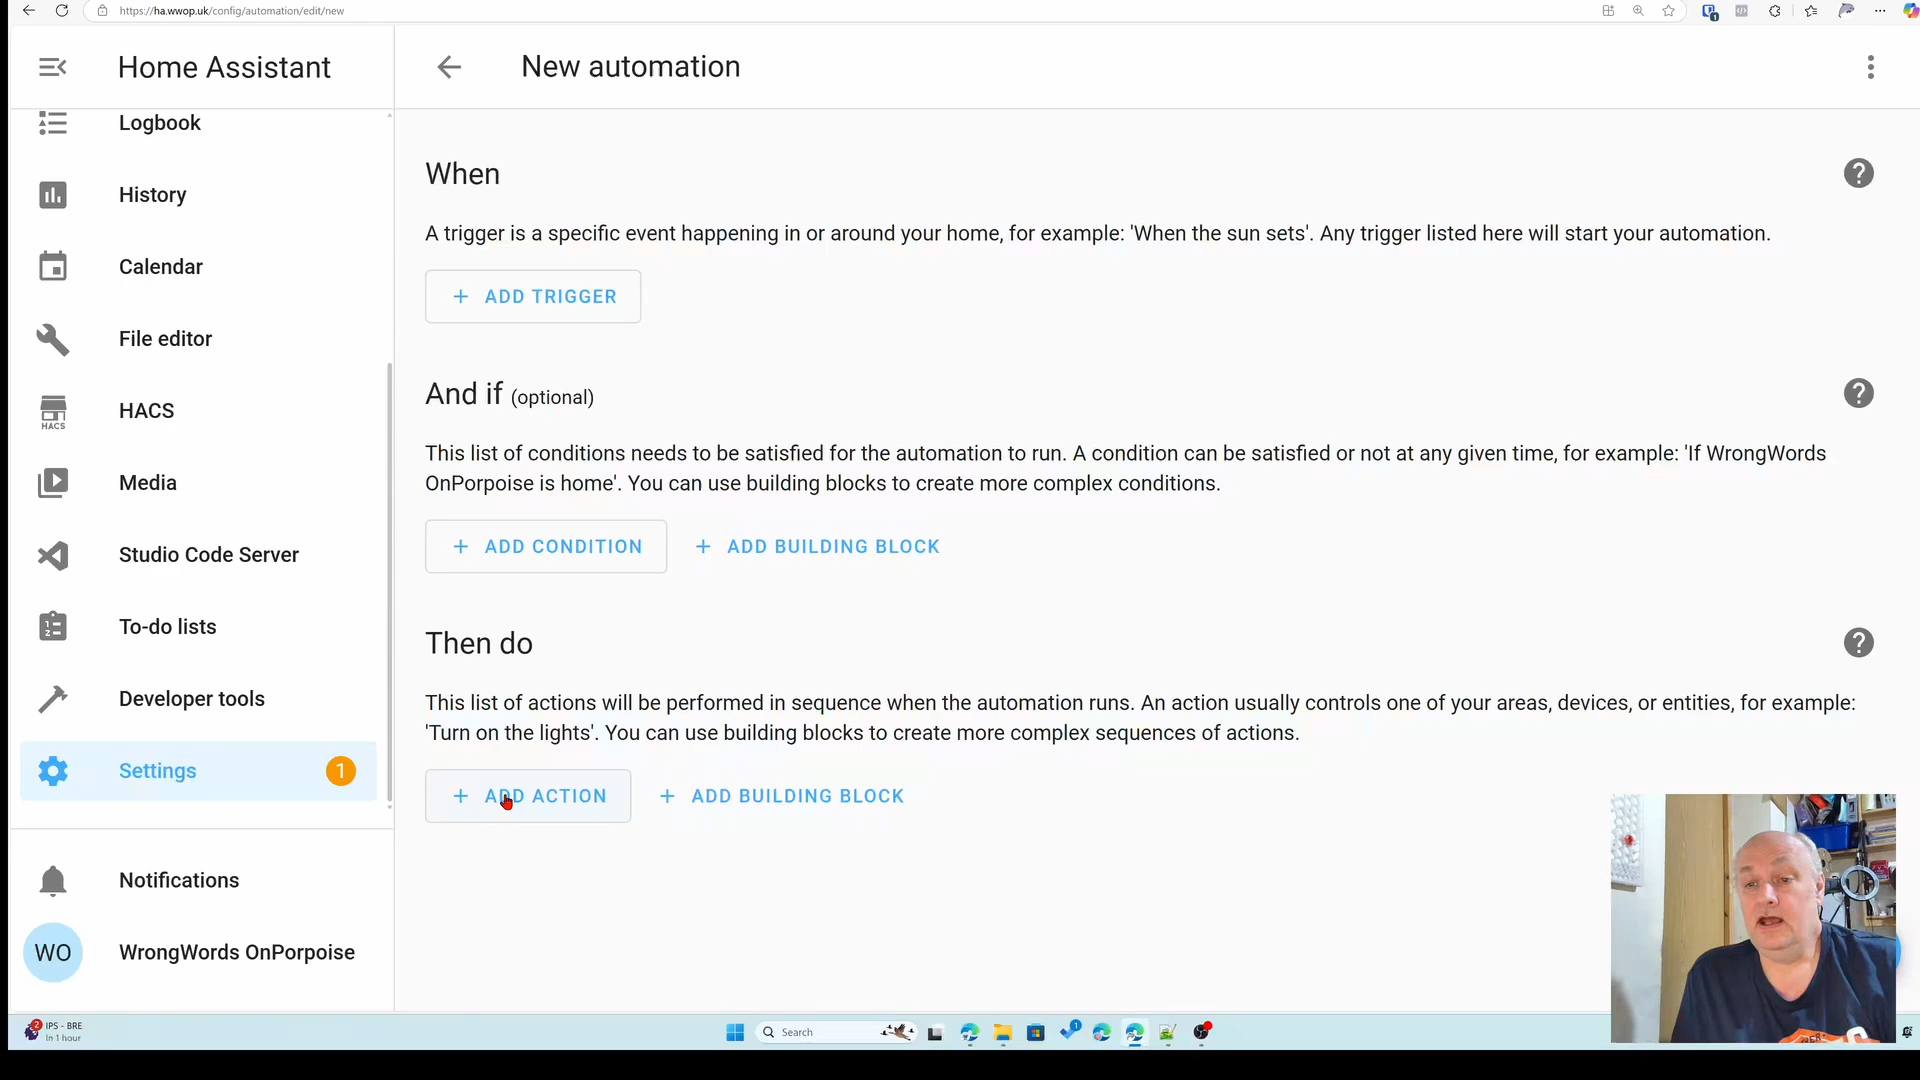 https://ha.wwop.uk/config/automation/edit/new
Home Assistant
New automation
Logbook
History
Calendar
File editor
HACS
HACS
Media
Studio Code Server
To-do lists
Developer tools
Settings
1
Notifications
WO
WrongWords OnPorpoise
When
A trigger is a specific event happening in or around your home, for example: 'When the sun sets'. Any trigger listed here will start your automation.
+ ADD TRIGGER
And if (optional)
This list of conditions needs to be satisfied for the automation to run. A condition can be satisfied or not at any given time, for example: 'If WrongWords
OnPorpoise is home'. You can use building blocks to create more complex conditions.
+ ADD CONDITION + ADD BUILDING BLOCK
Then do
This list of actions will be performed in sequence when the automation runs. An action usually controls one of your areas, devices, or entities, for example:
'Turn on the lights'. You can use building blocks to create more complex sequences of actions.
+ ADD ACTION + ADD BUILDING BLOCK
2
IPS - BRE
In 1 hour
Search
1